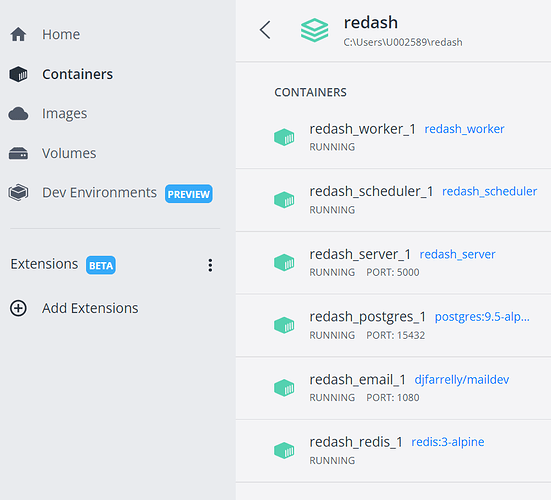 Home
Containers
Images
Volumes
Dev Environments PREVIEW
Extensions BETA
Add Extensions
redash
C:\Users\U002589\redash
CONTAINERS
redash_worker_1 redash_worker
RUNNING
redash_scheduler_1 redash_scheduler
RUNNING
redash_server_1 redash_server
RUNNING PORT: 5000
redash_postgres_1 postgres:9.5-alp...
RUNNING PORT: 15432
redash_email_1 djfarrelly/maildev
RUNNING PORT: 1080
redash_redis_1 redis:3-alpine
RUNNING